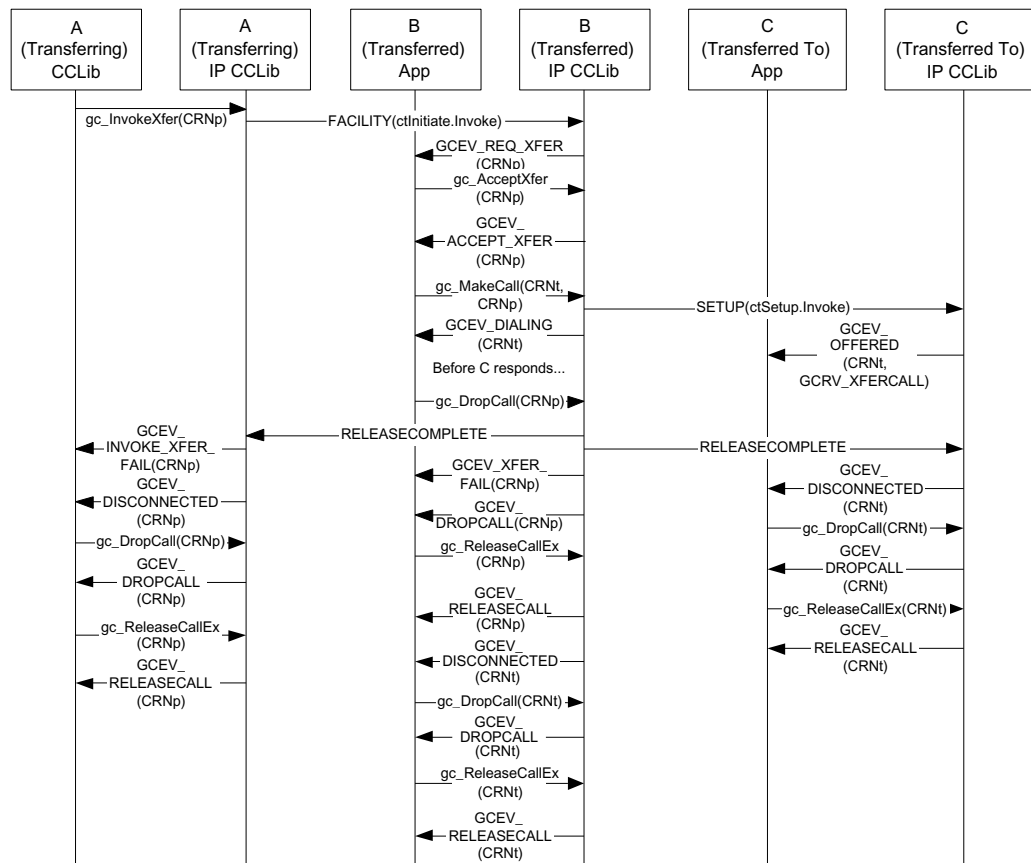 A
(Transferring)
CCLib
A
(Transferring)
IP CCLib
B
(Transferred)
App
B
(Transferred)
IP CCLib
C
(Transferred To)
App
C
(Transferred To)
IP CCLib
gc_InvokeXfer(CRNp)
FACILITY(ctInitiate.Invoke)
GCEV_REQ_XFER
(CRNp)
gc_AcceptXfer
(CRNp)
GCEV_
ACCEPT_XFER
(CRNp)
gc_MakeCall(CRNt,
CRNp)
SETUP(ctSetup.Invoke)
GCEV_DIALING
(CRNt)
GCEV_
OFFERED
(CRNt,
GCRV_XFERCALL)
Before C responds...
gc_DropCall(CRNp)
RELEASECOMPLETE
RELEASECOMPLETE
GCEV_
INVOKE_XFER_
FAIL(CRNp)
GCEV_XFER_
FAIL(CRNp)
GCEV_
DISCONNECTED
(CRNt)
GCEV_
DISCONNECTED
(CRNp)
GCEV_
DROPCALL(CRNp)
gc_DropCall(CRNt)
gc_DropCall(CRNp)
gc_ReleaseCallEx
(CRNp)
GCEV_
DROPCALL
(CRNt)
GCEV_
DROPCALL
(CRNp)
GCEV_
RELEASECALL
(CRNp)
gc_ReleaseCallEx(CRNt)
gc_ReleaseCallEx
(CRNp)
GCEV_
RELEASECALL
(CRNt)
GCEV_
DISCONNECTED
(CRNt)
GCEV_
RELEASECALL
(CRNp)
gc_DropCall(CRNt)
GCEV_
DROPCALL
(CRNt)
gc_ReleaseCallEx
(CRNt)
GCEV_
RELEASECALL
(CRNt)